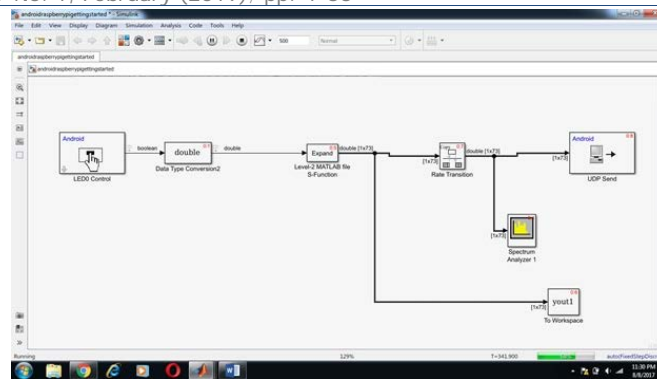 androidraspberrypigettingstarted * - Simulink
File Edit View Display Diagram Simulation Analysis Code Tools Help
500 Normal
androidraspberrypigettingstarted
androidraspberrypigettingstarted
Android
LED0 Control
boolean
double
Data Type Conversion2
double
Expand
Level-2 MATLAB file
S-Function
double [1x73]
[1x73]
Rate Transition
double [1x73]
[1x73]
Android
UDP Send
[1x73]
Spectrum
Analyzer 1
[1x73]
yout1
To Workspace
Running 129% T=341.900
11:30 PM
8/8/2017